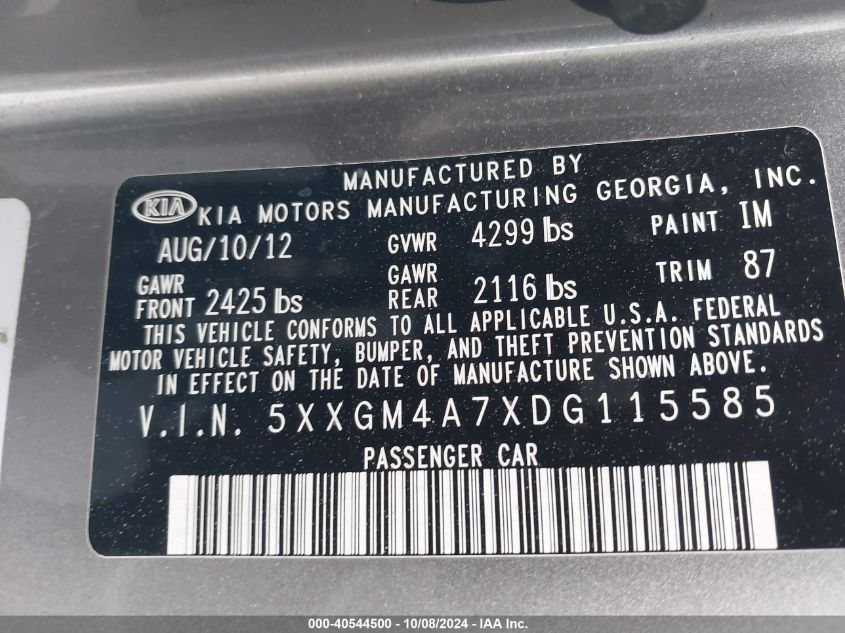 MANUFACTURED BY
KIA KIA MOTORS MANUFACTURING GEORGIA, INC.
AUG/10/12 GVWR 4299 lbs PAINT IM
GAWR FRONT 2425 lbs GAWR REAR 2116 lbs TRIM 87
THIS VEHICLE CONFORMS TO ALL APPLICABLE U.S.A. FEDERAL
MOTOR VEHICLE SAFETY, BUMPER, AND THEFT PREVENTION STANDARDS
IN EFFECT ON THE DATE OF MANUFACTURE SHOWN ABOVE.
V.I.N. 5XXGM4A7XDG115585
PASSENGER CAR
000-40544500 - 10/08/2024 - IAA Inc.